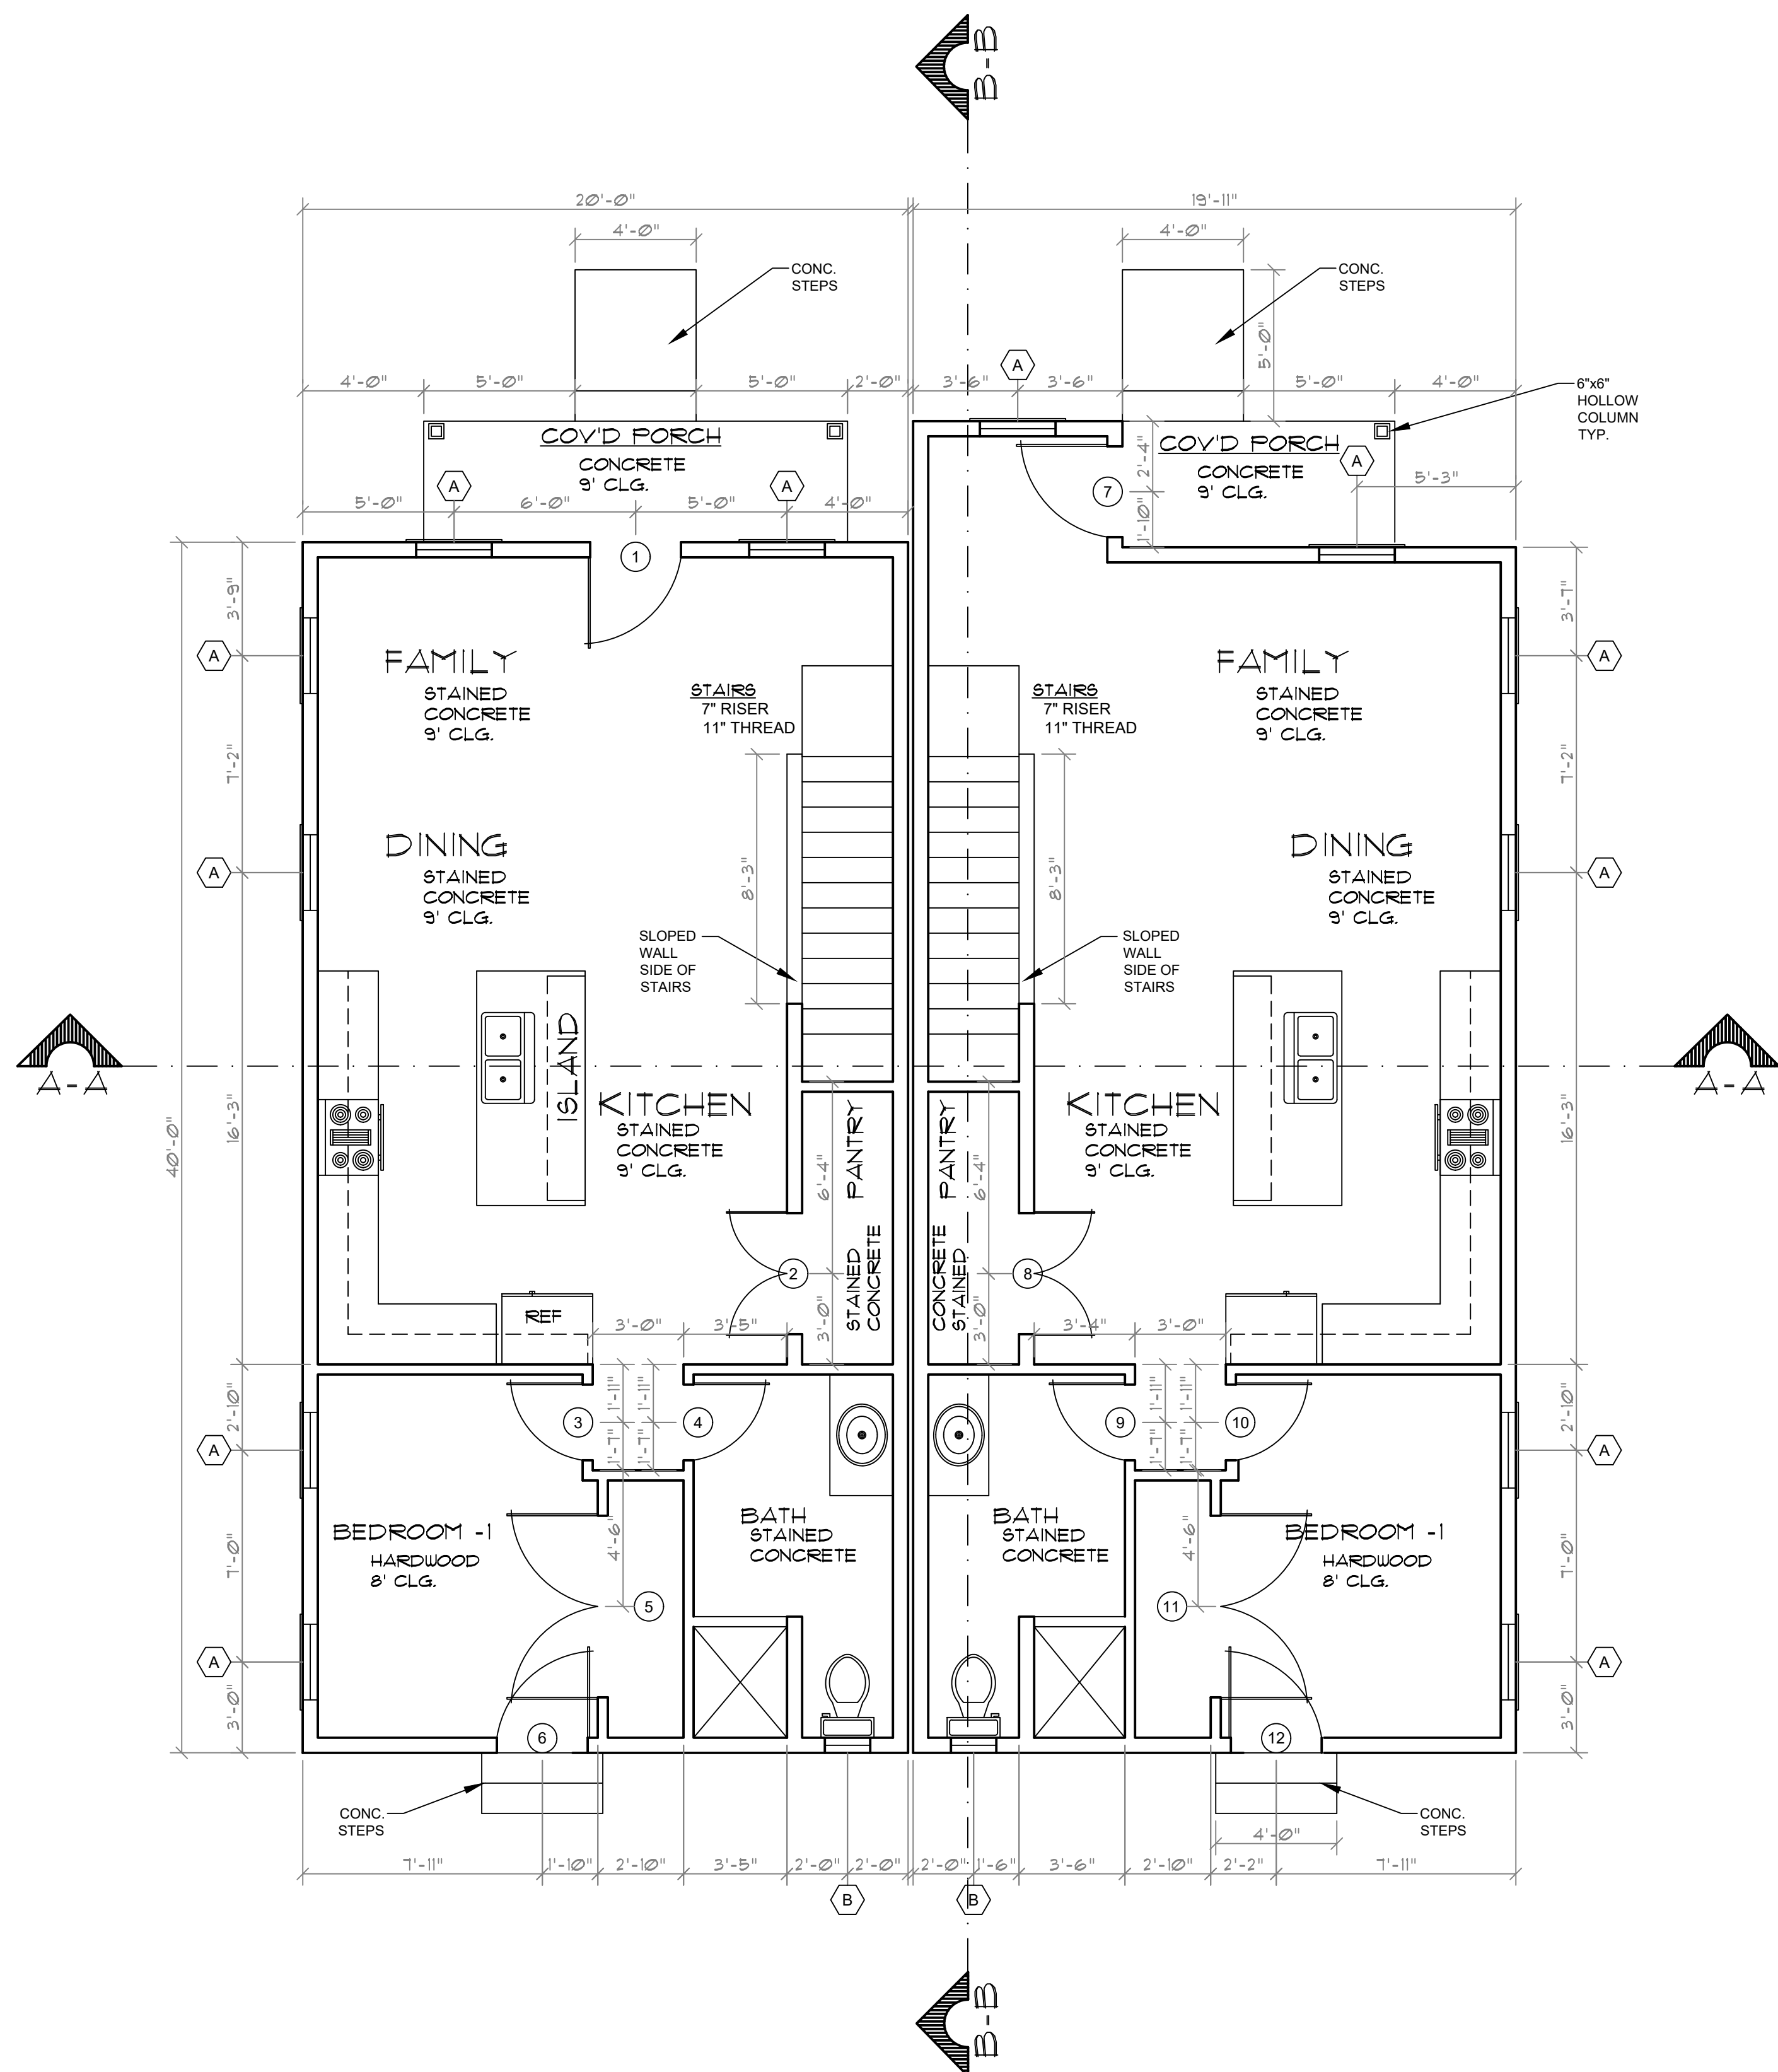 B-B
20'-0"
19'-11"
4'-0"
4'-0"
CONC.
STEPS
CONC.
STEPS
5'-0"
A
4'-0"
5'-0"
5'-0"
2'-0"
3'-6"
3'-6"
5'-0"
4'-0"
6"x6"
HOLLOW
COLUMN
TYP.
COV'D PORCH
CONCRETE
9' CLG.
COV'D PORCH
CONCRETE
9' CLG.
2'-4"
A
A
A
5'-3"
7
1'-10"
5'-0"
6'-0"
5'-0"
4'-0"
1
3'-9"
3'-7"
A
A
FAMILY
STAINED
CONCRETE
9' CLG.
STAIRS
7" RISER
11" THREAD
STAIRS
7" RISER
11" THREAD
FAMILY
STAINED
CONCRETE
9' CLG.
7'-2"
7'-2"
DINING
STAINED
CONCRETE
9' CLG.
DINING
STAINED
CONCRETE
9' CLG.
A
A
8'-3"
8'-3"
SLOPED
WALL
SIDE OF
STAIRS
SLOPED
WALL
SIDE OF
STAIRS
A-A
A-A
ISLAND
KITCHEN
STAINED
CONCRETE
9' CLG.
KITCHEN
STAINED
CONCRETE
9' CLG.
40'-0"
16'-3"
16'-3"
PANTRY
STAINED
CONCRETE
PANTRY
CONCRETE
STAINED
6'-4"
6'-4"
2
8
3'-0"
3'-0"
REF
3'-0"
3'-5"
3'-4"
3'-0"
2'-10"
1'-11"
1'-11"
1'-11"
1'-11"
2'-10"
3
4
9
10
A
A
1'-7"
1'-7"
1'-7"
1'-7"
BEDROOM -1
HARDWOOD
8' CLG.
BATH
STAINED
CONCRETE
BATH
STAINED
CONCRETE
BEDROOM -1
HARDWOOD
8' CLG.
7'-0"
4'-6"
4'-6"
7'-0"
5
11
A
A
3'-0"
3'-0"
6
12
CONC.
STEPS
CONC.
STEPS
4'-0"
7'-11"
1'-10"
2'-10"
3'-5"
2'-0"
2'-0"
2'-0"
1'-6"
3'-6"
2'-10"
2'-2"
7'-11"
B
B
B-B